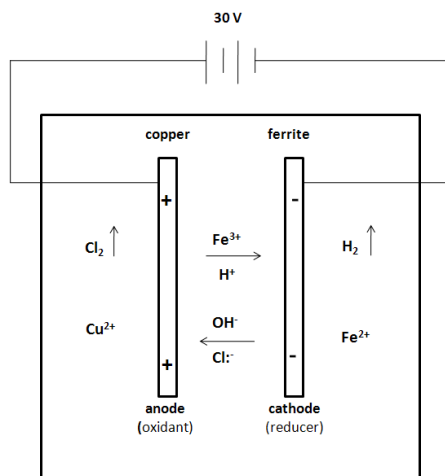 30 V
copper
ferrite
+
-
Cl₂
Fe³⁺
H⁺
H₂
Cu²⁺
OH⁻
Cl:⁻
Fe²⁺
+
-
anode
(oxidant)
cathode
(reducer)